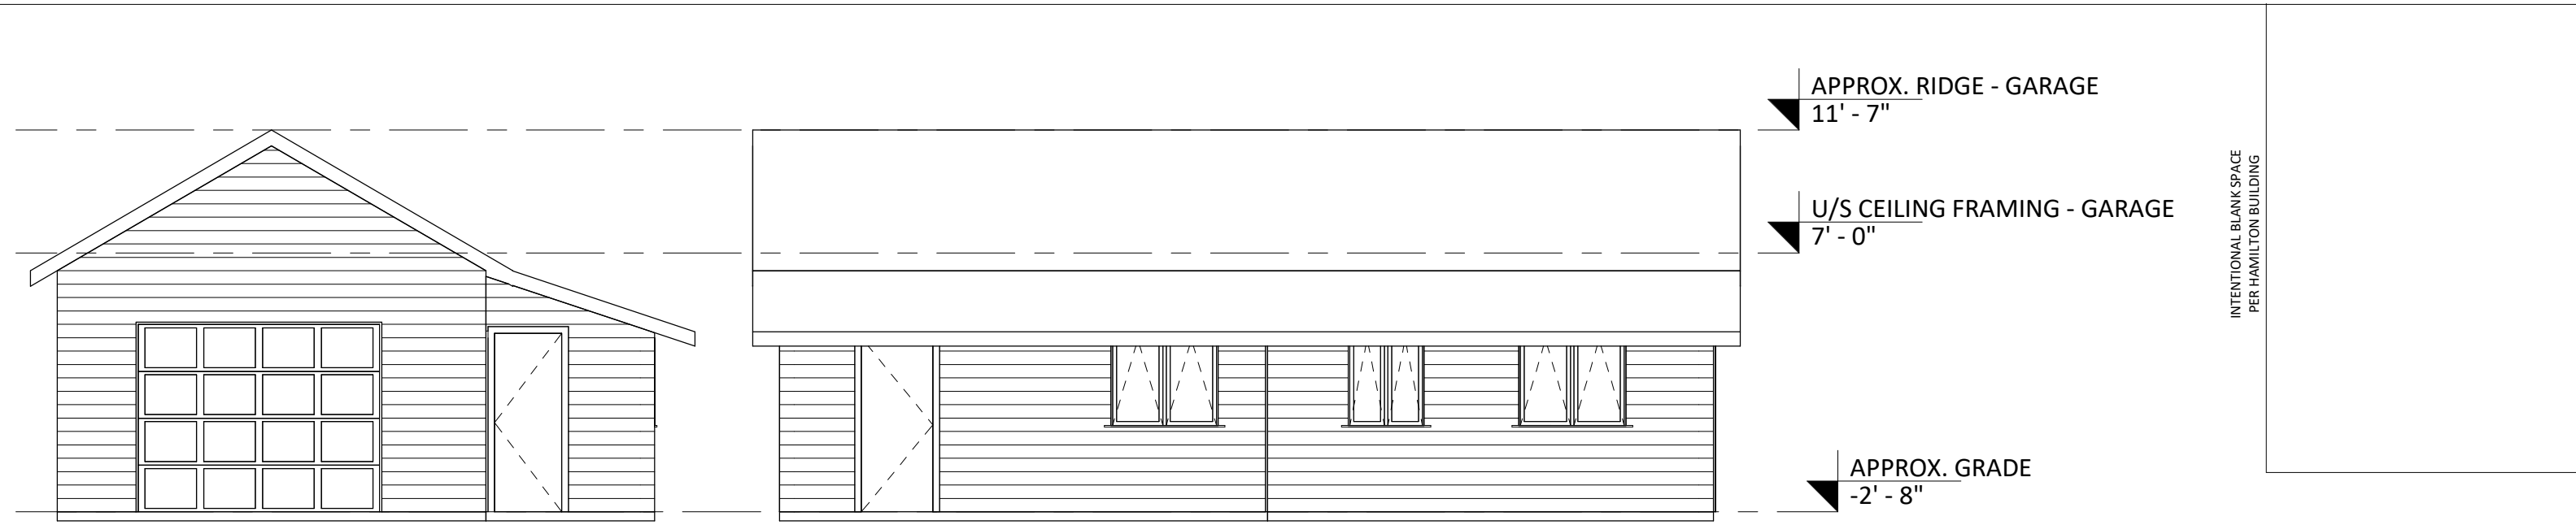 APPROX. RIDGE - GARAGE
11' - 7"
U/S CEILING FRAMING - GARAGE
7' - 0"
INTENTIONAL BLANK SPACE
PER HAMILTON BUILDING
APPROX. GRADE
-2' - 8"